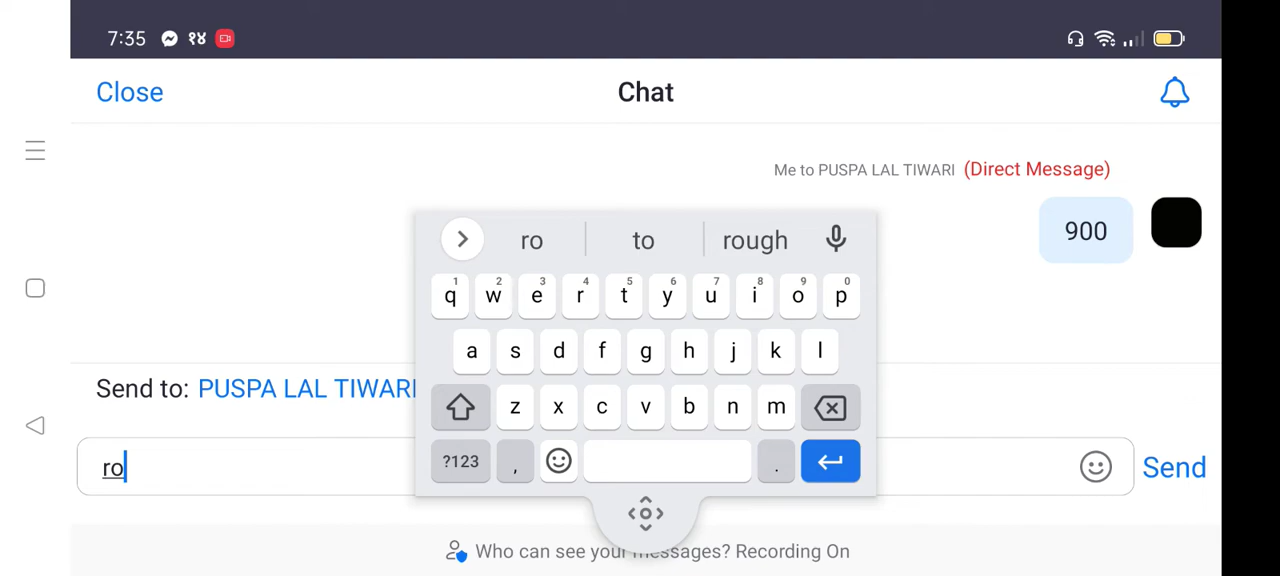 7:35 १४
Close Chat
Me to PUSPA LAL TIWARI (Direct Message)
900
ro to rough
1 2 3 4 5 6 7 8 9 0
q w e r t y u i o p
a s d f g h j k l
Send to: PUSPA LAL TIWARI
z x c v b n m
?123 , .
ro Send
Who can see your messages? Recording On